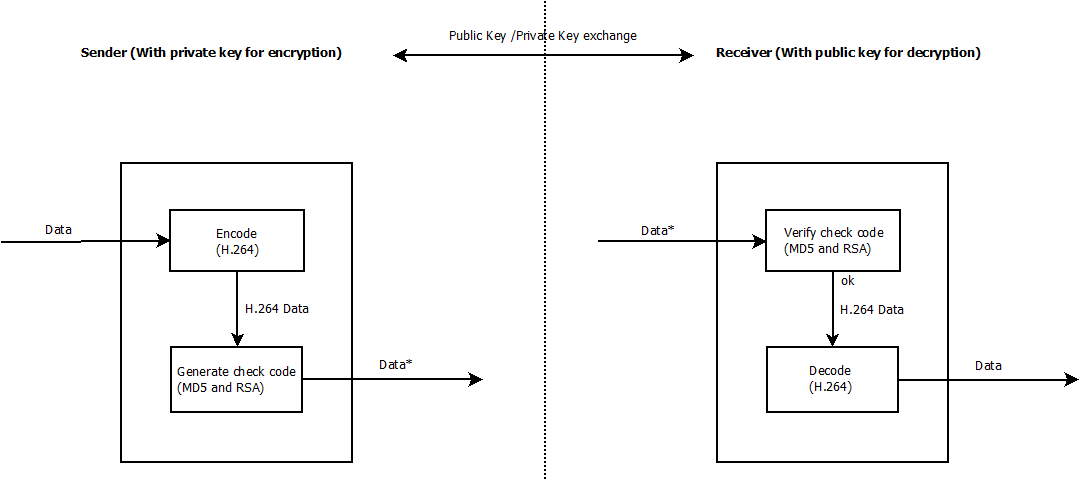 Public Key /Private Key exchange
Sender (With private key for encryption)
Receiver (With public key for decryption)
Data
Encode
(H.264)
H.264 Data
Generate check code
(MD5 and RSA)
Data*
Data*
Verify check code
(MD5 and RSA)
ok
H.264 Data
Decode
(H.264)
Data